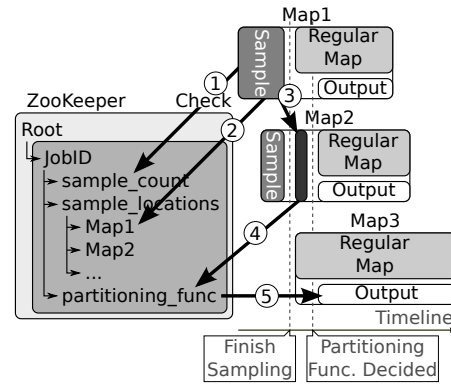 Map1
Sample
Regular
Map
Output
1
3
ZooKeeper
Check
2
Map2
Root
JobID
sample_count
sample_locations
Map1
Map2
...
partitioning_func
Sample
Regular
Map
Output
4
Map3
Regular
Map
5
Output
Timeline
Finish
Sampling
Partitioning
Func. Decided